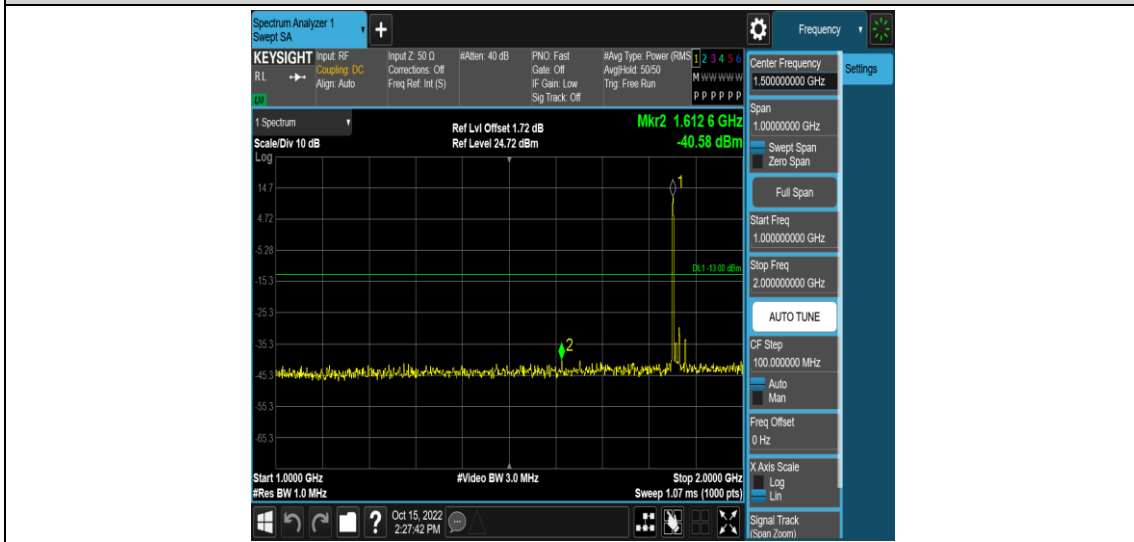 Spectrum Analyzer 1
Swept SA
+
Frequency
KEYSIGHT
RL
Input: RF
Coupling: DC
Align: Auto
Input Z: 50 Ω
Corrections: Off
Freq Ref: Int (S)
#Atten: 40 dB
PNO: Fast
Gate: Off
IF Gain: Low
Sig Track: Off
#Avg Type: Power (RMS
Avg|Hold: 50/50
Trig: Free Run
1 2 3 4 5 6
M W W W W W
P P P P P P
1 Spectrum
Scale/Div 10 dB
Log
Ref Lvl Offset 1.72 dB
Ref Level 24.72 dBm
Mkr2 1.612 6 GHz
-40.58 dBm
14.7
4.72
-5.28
-15.3
-25.3
-35.3
-45.3
-55.3
-65.3
1
DL1 -13.00 dBm
2
Start 1.0000 GHz
#Res BW 1.0 MHz
#Video BW 3.0 MHz
Stop 2.0000 GHz
Sweep 1.07 ms (1000 pts)
Center Frequency
1.500000000 GHz
Settings
Span
1.00000000 GHz
Swept Span
Zero Span
Full Span
Start Freq
1.000000000 GHz
Stop Freq
2.000000000 GHz
AUTO TUNE
CF Step
100.000000 MHz
Auto
Man
Freq Offset
0 Hz
X Axis Scale
Log
Lin
Signal Track
(Span Zoom)
?
Oct 15, 2022
2:27:42 PM